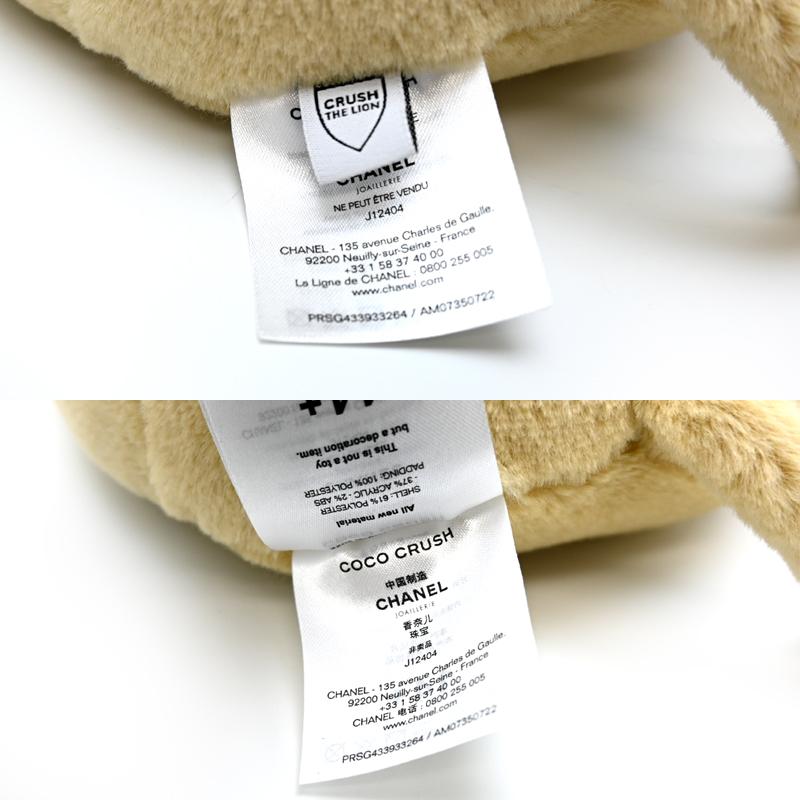 CRUSH
THE LION
CHANEL
JOAILLERIE
NE PEUT ÊTRE VENDU
J12404
CHANEL - 135 avenue Charles de Gaulle.
92200 Neuilly-sur-Seine - France
+33 1 58 37 40 00
La Ligne de CHANEL : 0800 255 005
www.chanel.com
PRSG433933264 / AM07350722
but a decoration item.
This is not a toy
PADDING: 100% POLYESTER
- 37% ACRYLIC - 2% ABS
SHELL: 61% POLYESTER
All new material
COCO CRUSH
中国制造
CHANEL
JOAILLERIE
香奈儿
珠宝
非卖品
J12404
CHANEL - 135 avenue Charles de Gaulle.
92200 Neuilly-sur-Seine - France
+33 1 58 37 40 00
CHANEL 电话 : 0800 255 005
www.chanel.com
PRSG433933264 / AM07350722